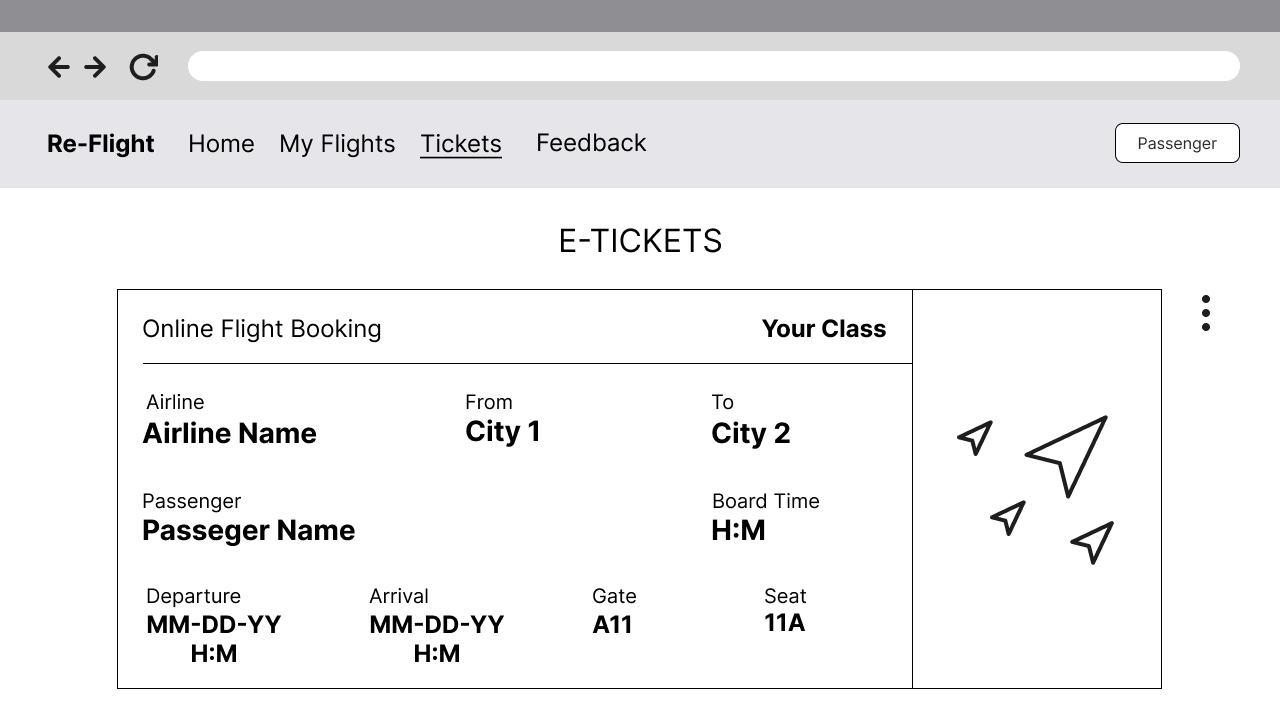 Re-Flight Home My Flights Tickets Feedback Passenger
E-TICKETS
Online Flight Booking Your Class
Airline From To
Airline Name City 1 City 2
Passenger Board Time
Passeger Name H:M
Departure Arrival Gate Seat
MM-DD-YY MM-DD-YY A11 11A
H:M H:M